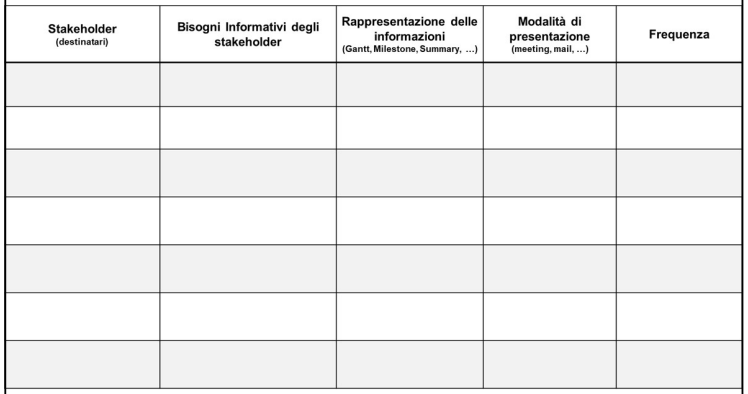 Stakeholder
(destinatari)
Bisogni Informativi degli
stakeholder
Rappresentazione delle
informazioni
(Gantt, Milestone, Summary, …)
Modalità di
presentazione
(meeting, mail, …)
Frequenza